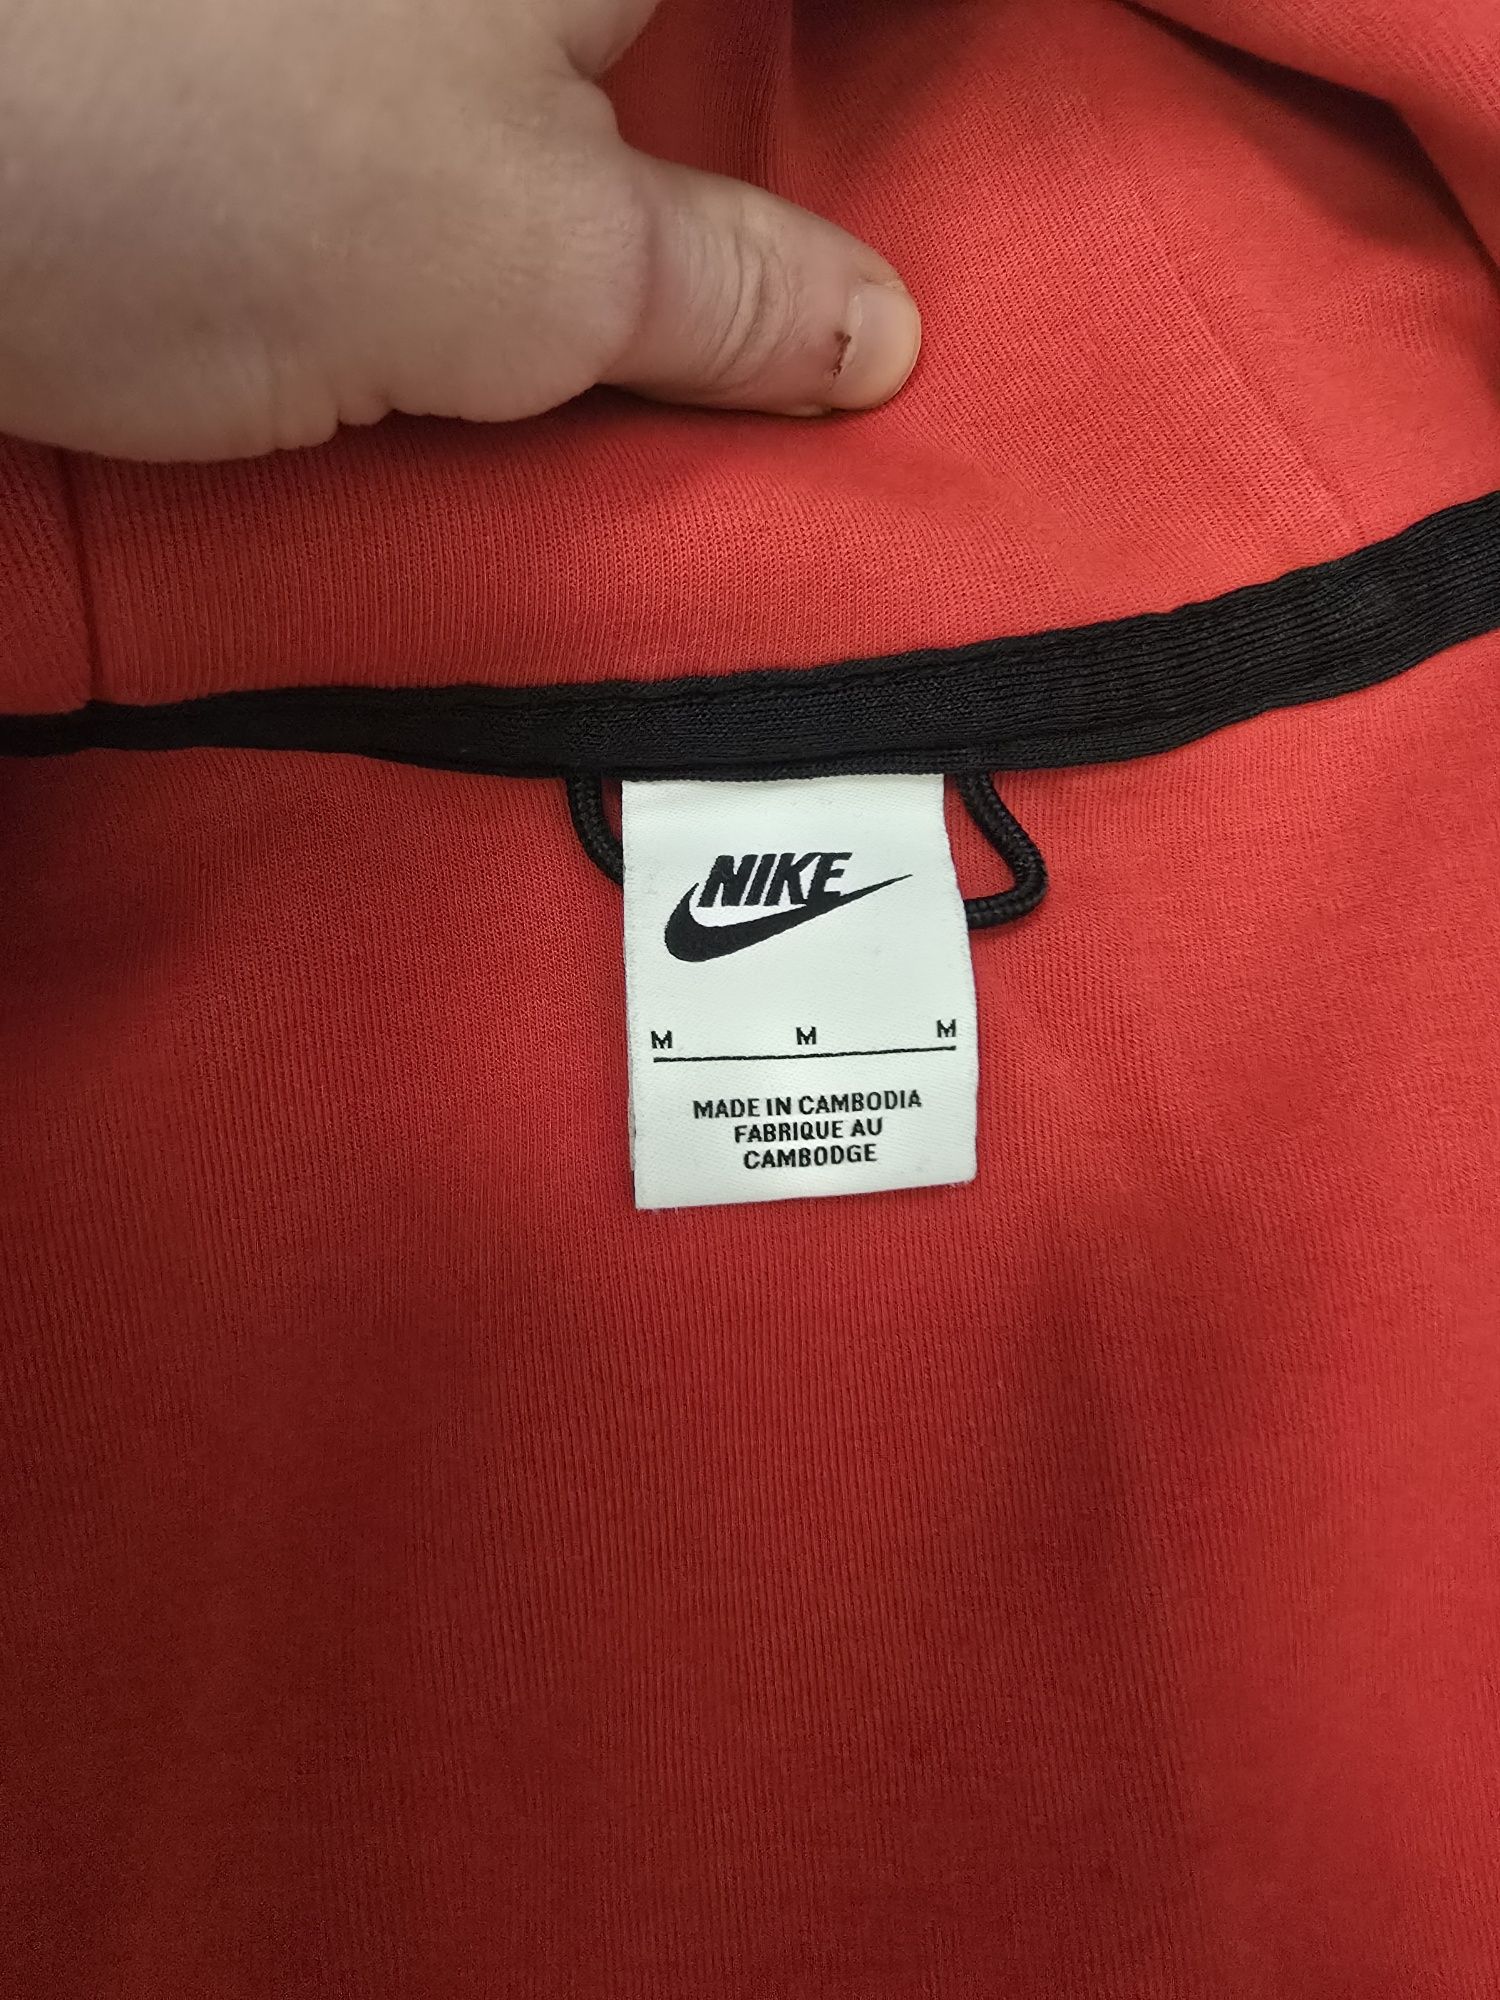 NIKE
M M M
MADE IN CAMBODIA
FABRIQUE AU
CAMBODGE